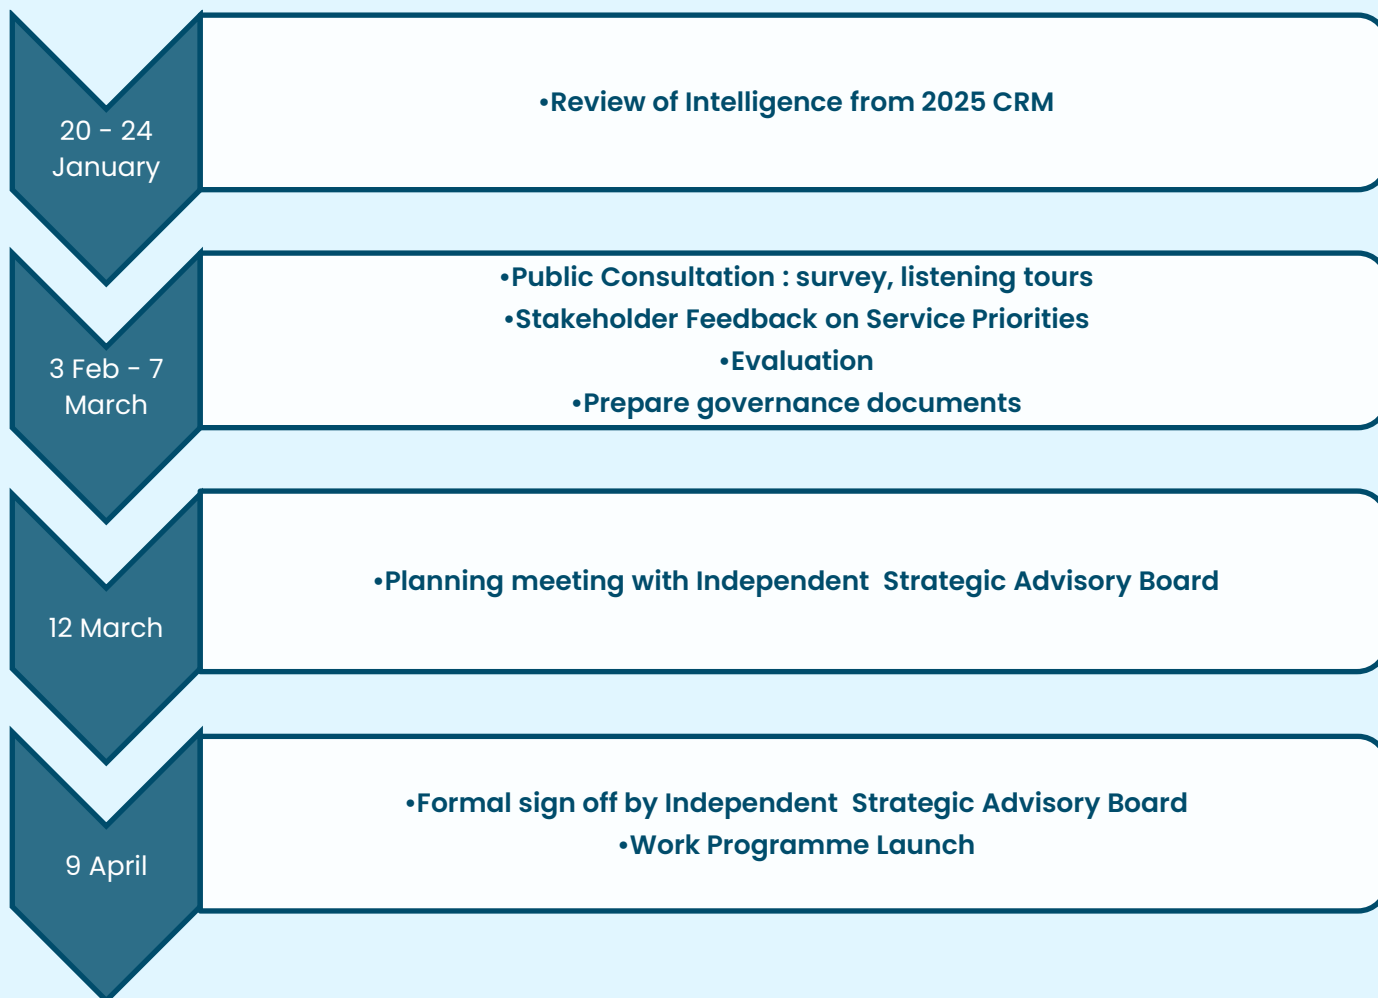 20 - 24
January
•Review of Intelligence from 2025 CRM
3 Feb - 7
March
•Public Consultation : survey, listening tours
•Stakeholder Feedback on Service Priorities
•Evaluation
•Prepare governance documents
12 March
•Planning meeting with Independent  Strategic Advisory Board
9 April
•Formal sign off by Independent  Strategic Advisory Board
•Work Programme Launch